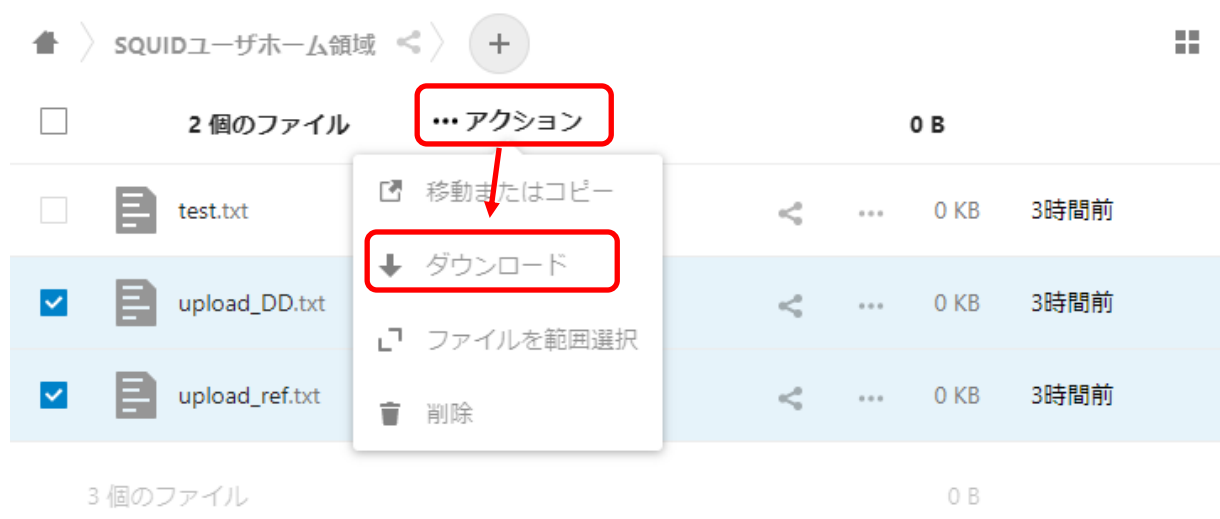 SQUIDユーザホーム領域
2 個のファイル ••• アクション 0 B
移動またはコピー
test.txt ••• 0 KB 3時間前
ダウンロード
upload_DD.txt ••• 0 KB 3時間前
ファイルを範囲選択
upload_ref.txt ••• 0 KB 3時間前
削除
3 個のファイル 0 B